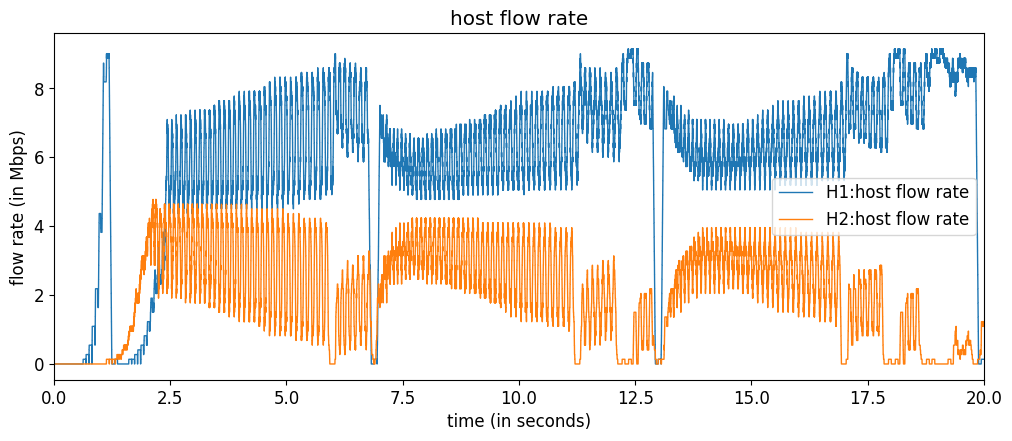 host flow rate
flow rate (in Mbps)
8
6
4
2
0
H1:host flow rate
H2:host flow rate
0.0 2.5 5.0 7.5 10.0 12.5 15.0 17.5 20.0
time (in seconds)